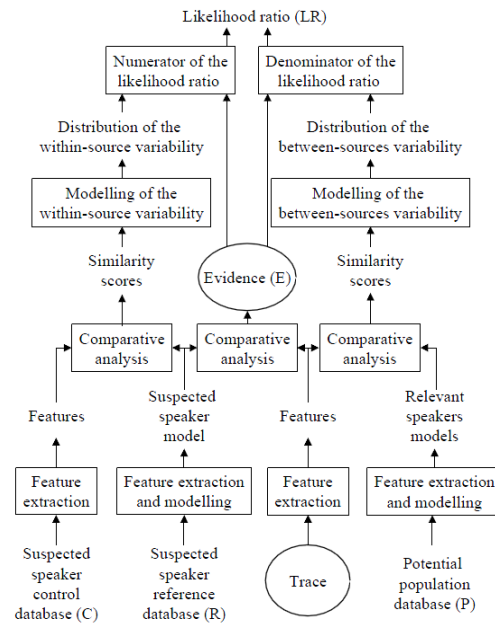 Likelihood ratio (LR)
Numerator of the
likelihood ratio
Denominator of the
likelihood ratio
Distribution of the
within-source variability
Distribution of the
between-sources variability
Modelling of the
within-source variability
Modelling of the
between-sources variability
Similarity
scores
Evidence (E)
Similarity
scores
Comparative
analysis
Comparative
analysis
Comparative
analysis
Features
Suspected
speaker
model
Features
Relevant
speakers
models
Feature
extraction
Feature extraction
and modelling
Feature
extraction
Feature extraction
and modelling
Suspected
speaker
control
database (C)
Suspected
speaker
reference
database (R)
Trace
Potential
population
database (P)